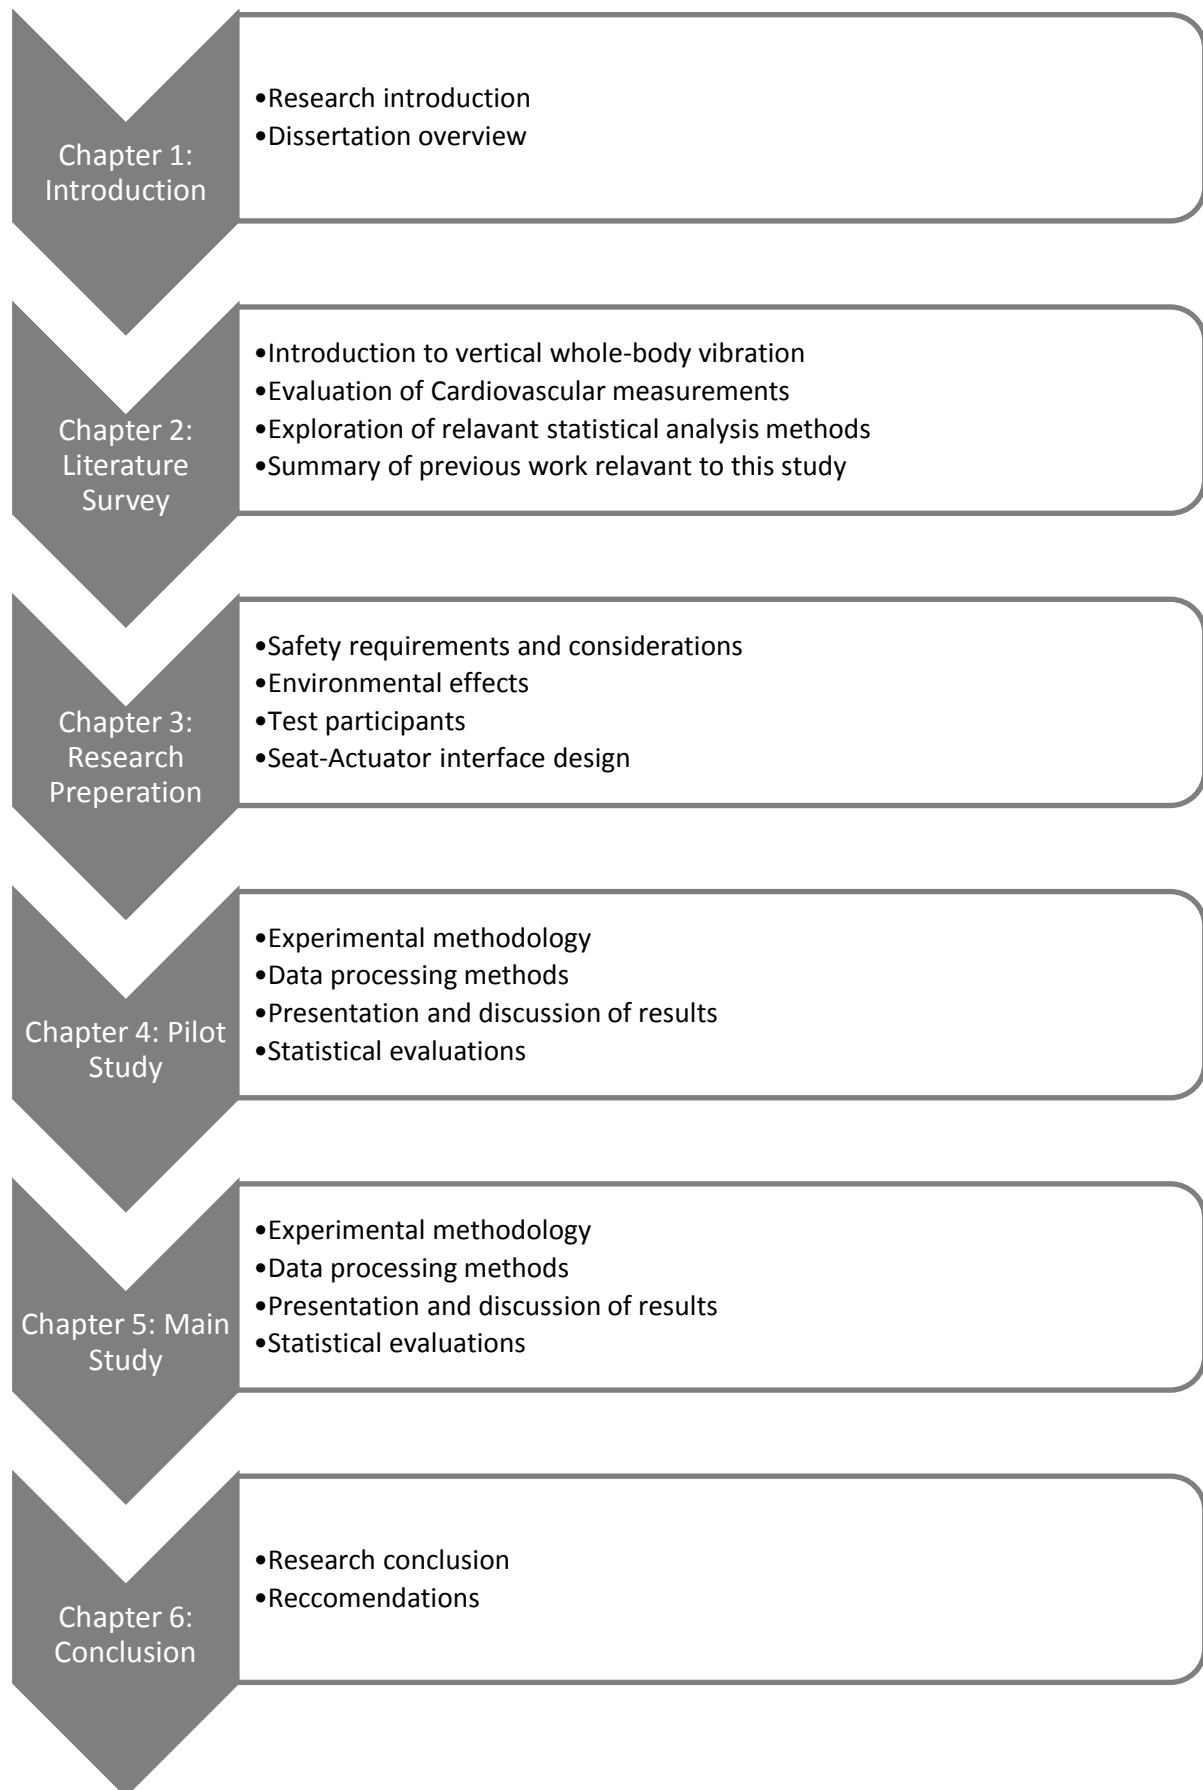 Chapter 1:
Introduction
•Research introduction
•Dissertation overview
Chapter 2:
Literature
Survey
•Introduction to vertical whole-body vibration
•Evaluation of Cardiovascular measurements
•Exploration of relavant statistical analysis methods
•Summary of previous work relavant to this study
Chapter 3:
Research
Preperation
•Safety requirements and considerations
•Environmental effects
•Test participants
•Seat-Actuator interface design
Chapter 4: Pilot
Study
•Experimental methodology
•Data processing methods
•Presentation and discussion of results
•Statistical evaluations
Chapter 5: Main
Study
•Experimental methodology
•Data processing methods
•Presentation and discussion of results
•Statistical evaluations
Chapter 6:
Conclusion
•Research conclusion
•Reccomendations